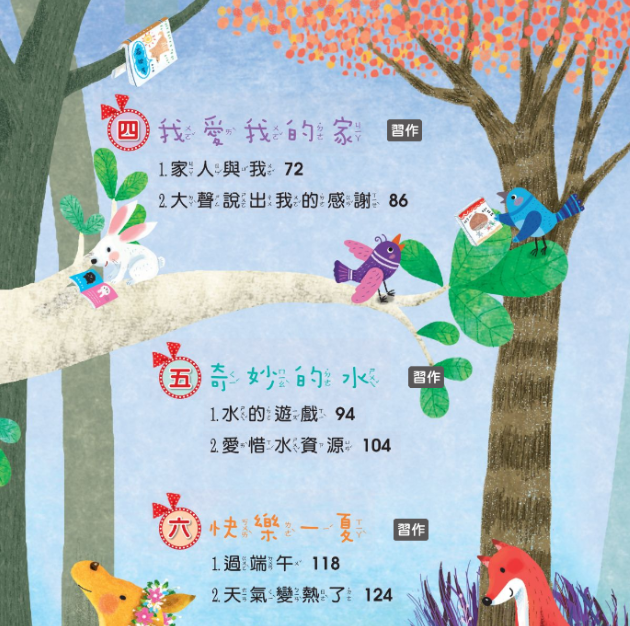 四 我愛我的家 習作
1.家人與我 72
2.大聲說出我的感謝 86
五 奇妙的水 習作
1.水的遊戲 94
2.愛惜水資源 104
六 快樂一夏 習作
1.過端午 118
2.天氣變熱了 124